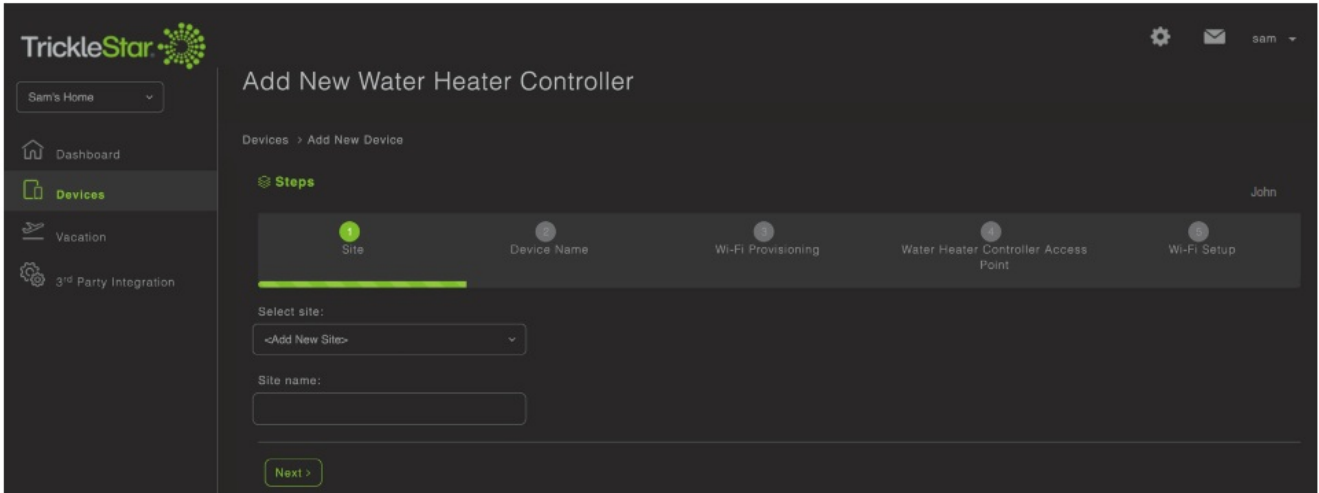 TrickleStar
sam
Sam's Home
Add New Water Heater Controller
Dashboard
Devices
Vacation
3rd Party Integration
Devices > Add New Device
Steps
John
1
Site
2
Device Name
3
Wi-Fi Provisioning
4
Water Heater Controller Access
Point
5
Wi-Fi Setup
Select site:
<Add New Site>
Site name:
Next >